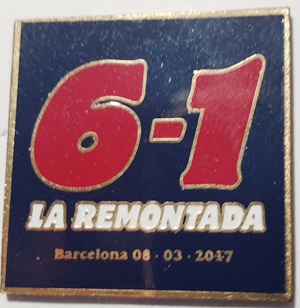 6-1
LA REMONTADA
Barcelona 08 · 03 · 2017